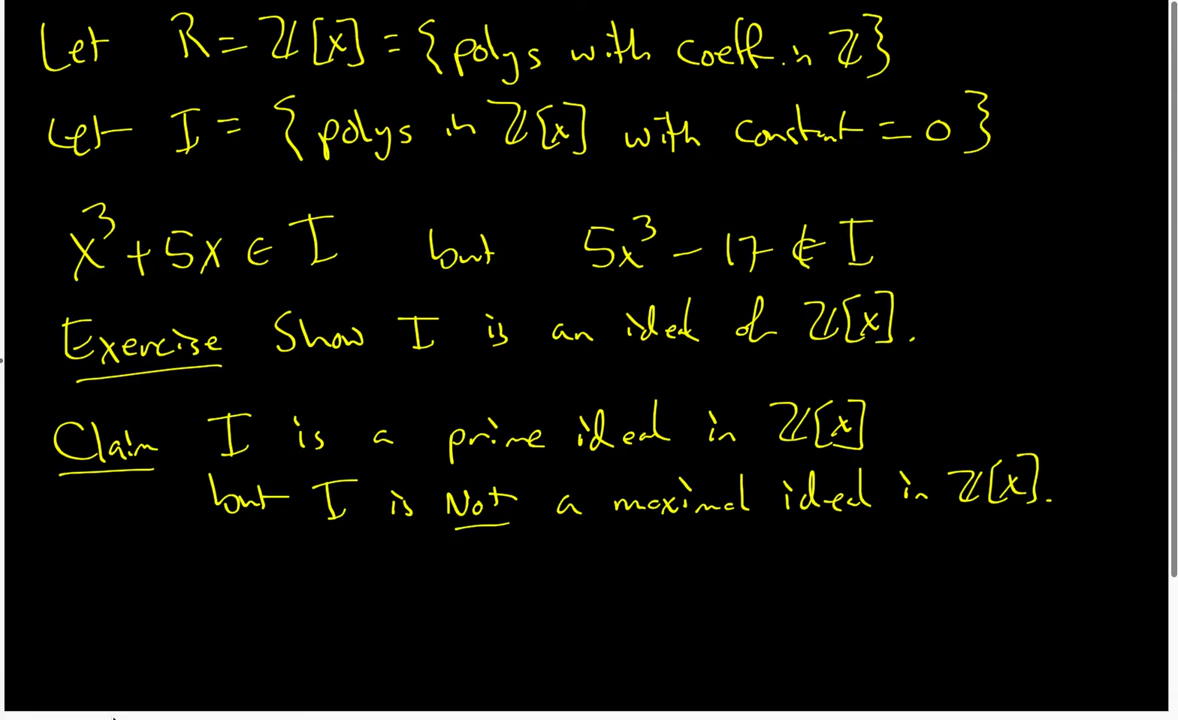 Let R = ℤ[x] = {polys with coeff. in ℤ}
Let I = {polys in ℤ[x] with constant = 0}
x³ + 5x ∈ I but 5x³ - 17 ∉ I
Exercise Show I is an ideal of ℤ[x].
Claim I is a prime ideal in ℤ[x]
but I is Not a maximal ideal in ℤ[x].